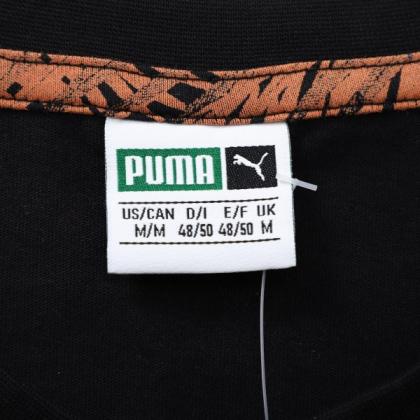 PUMA
US/CAN D/I E/F UK
M/M 48/50 48/50 M